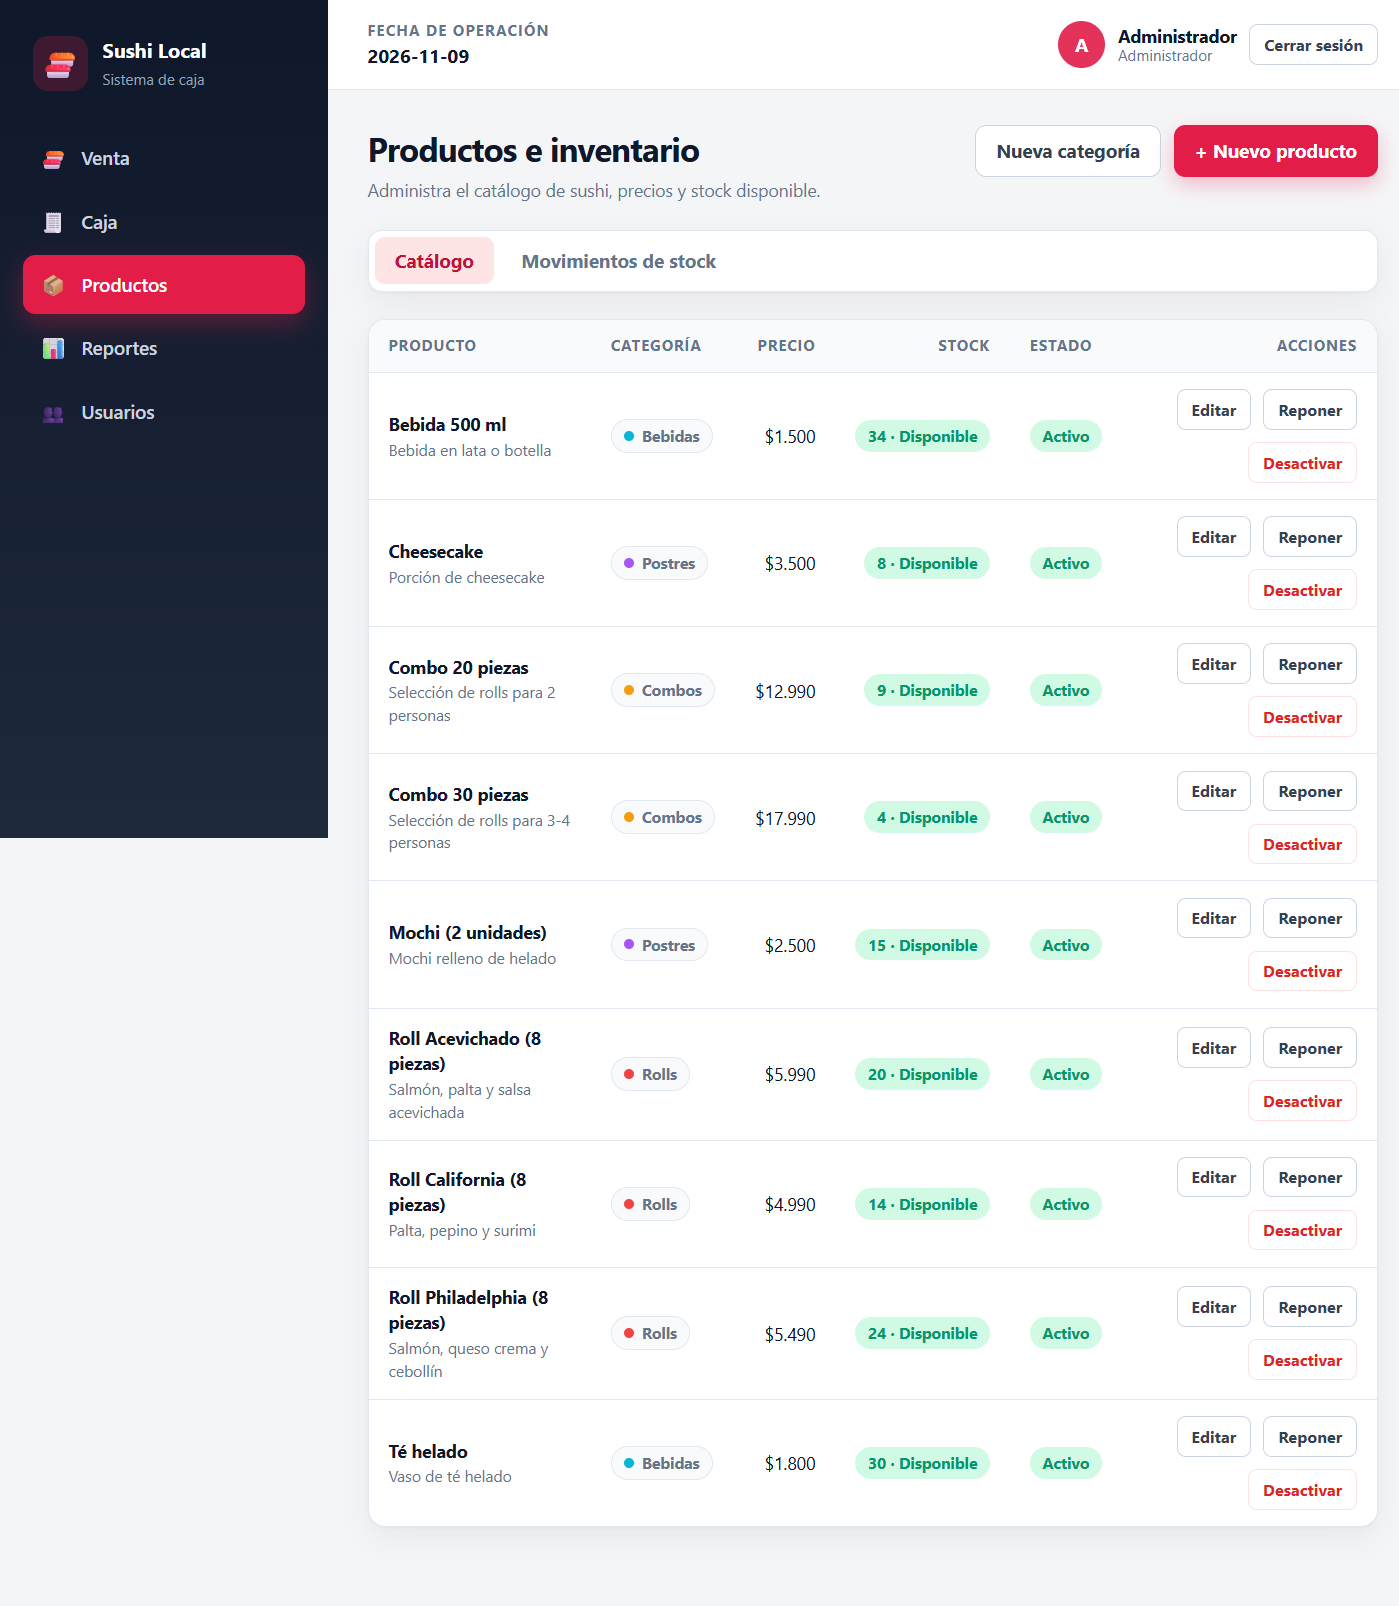 Sushi Local
Sistema de caja
Venta
Caja
Productos
Reportes
Usuarios
FECHA DE OPERACIÓN
2026-11-09
A
Administrador
Administrador
Cerrar sesión
Productos e inventario
Administra el catálogo de sushi, precios y stock disponible.
Nueva categoría
+ Nuevo producto
Catálogo
Movimientos de stock
PRODUCTO CATEGORÍA PRECIO STOCK ESTADO ACCIONES
Bebida 500 ml
Bebida en lata o botella
Bebidas
$1.500
34 · Disponible
Activo
Editar
Reponer
Desactivar
Cheesecake
Porción de cheesecake
Postres
$3.500
8 · Disponible
Activo
Editar
Reponer
Desactivar
Combo 20 piezas
Selección de rolls para 2
personas
Combos
$12.990
9 · Disponible
Activo
Editar
Reponer
Desactivar
Combo 30 piezas
Selección de rolls para 3-4
personas
Combos
$17.990
4 · Disponible
Activo
Editar
Reponer
Desactivar
Mochi (2 unidades)
Mochi relleno de helado
Postres
$2.500
15 · Disponible
Activo
Editar
Reponer
Desactivar
Roll Acevichado (8
piezas)
Salmón, palta y salsa
acevichada
Rolls
$5.990
20 · Disponible
Activo
Editar
Reponer
Desactivar
Roll California (8
piezas)
Palta, pepino y surimi
Rolls
$4.990
14 · Disponible
Activo
Editar
Reponer
Desactivar
Roll Philadelphia (8
piezas)
Salmón, queso crema y
cebollín
Rolls
$5.490
24 · Disponible
Activo
Editar
Reponer
Desactivar
Té helado
Vaso de té helado
Bebidas
$1.800
30 · Disponible
Activo
Editar
Reponer
Desactivar